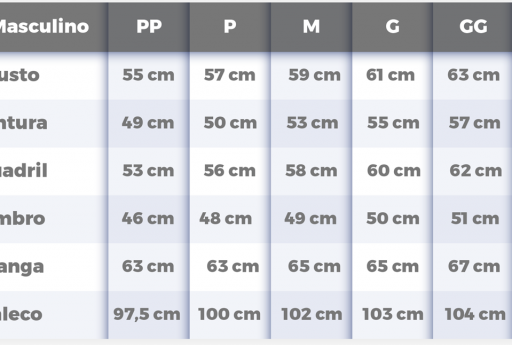 Masculino PP P M G GG
usto 55 cm 57 cm 59 cm 61 cm 63 cm
ntura 49 cm 50 cm 53 cm 55 cm 57 cm
uadril 53 cm 56 cm 58 cm 60 cm 62 cm
mbro 46 cm 48 cm 49 cm 50 cm 51 cm
anga 63 cm 63 cm 65 cm 65 cm 67 cm
aleco 97,5 cm 100 cm 102 cm 103 cm 104 cm